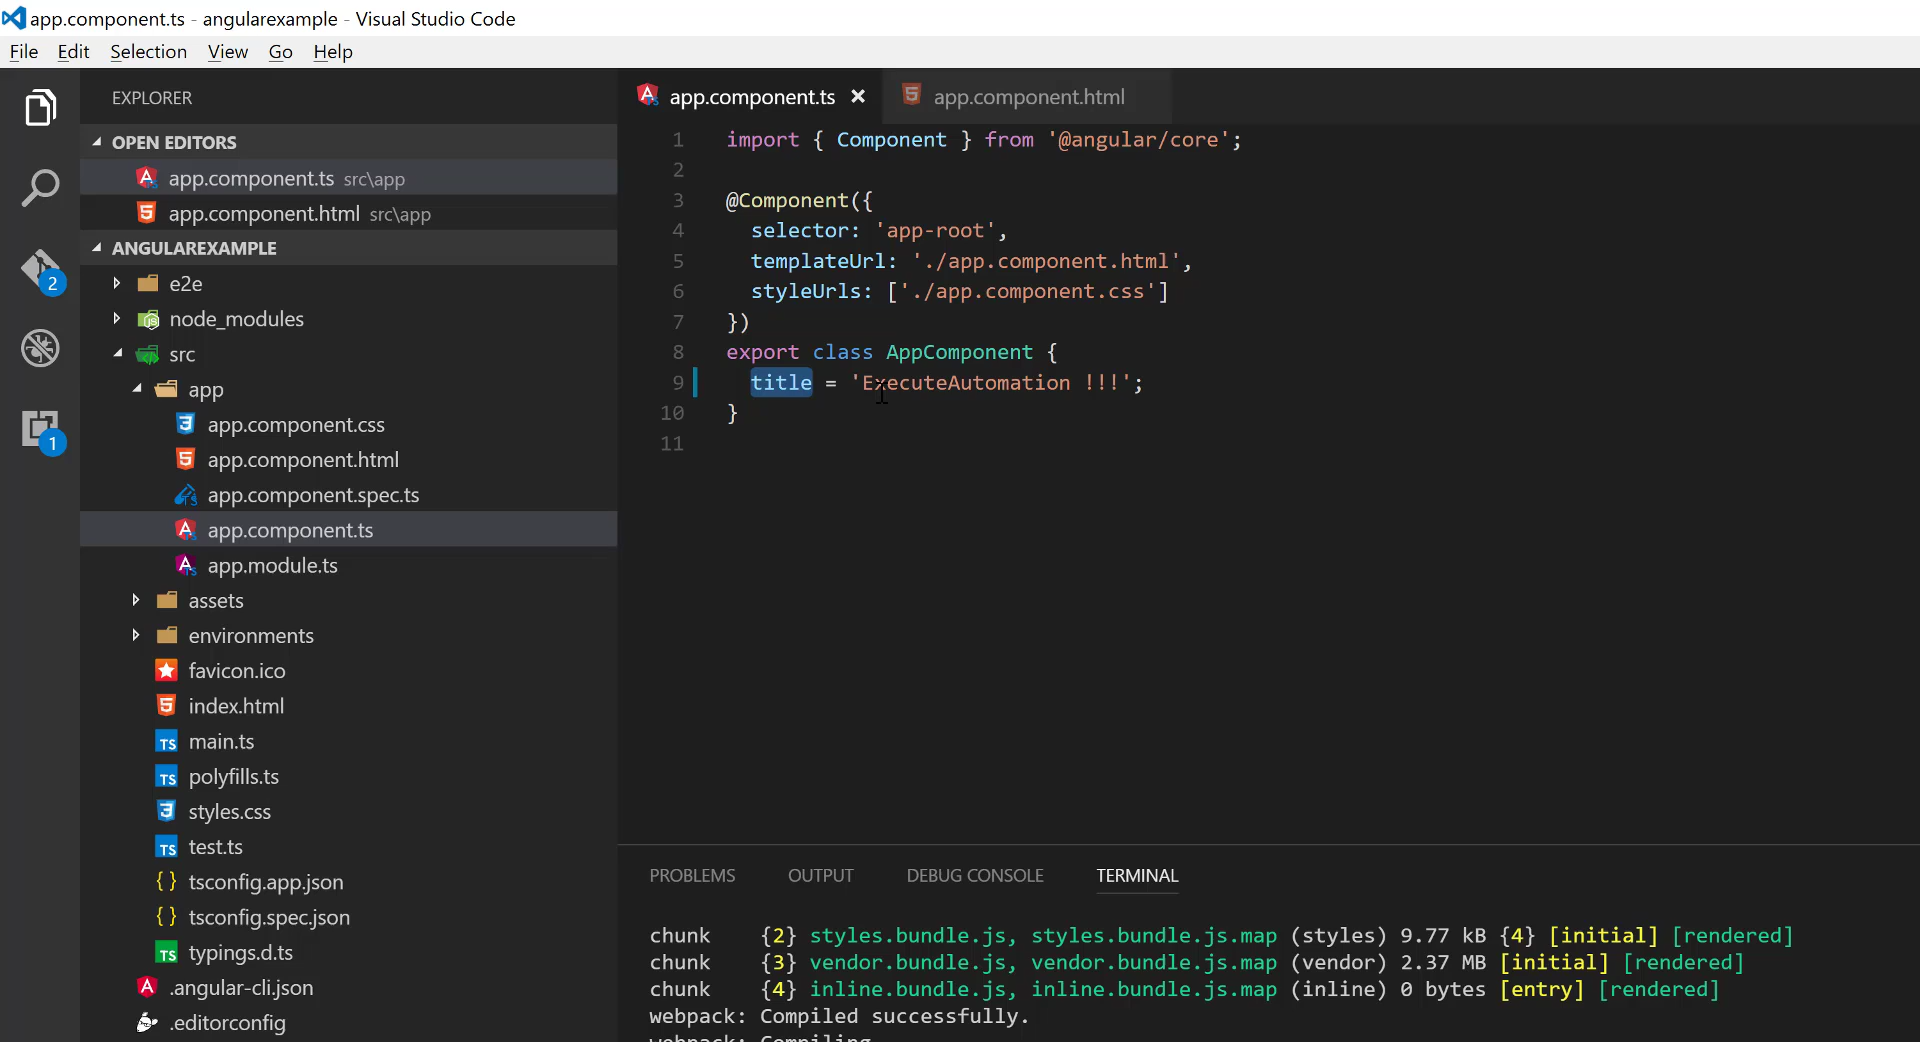 app.component.ts - angularexample - Visual Studio Code
File Edit Selection View Go Help
EXPLORER
OPEN EDITORS
app.component.ts src\app
app.component.html src\app
ANGULAREXAMPLE
e2e
node_modules
src
app
app.component.css
app.component.html
app.component.spec.ts
app.component.ts
app.module.ts
assets
environments
favicon.ico
index.html
main.ts
polyfills.ts
styles.css
test.ts
tsconfig.app.json
tsconfig.spec.json
typings.d.ts
.angular-cli.json
.editorconfig
2
1
app.component.ts app.component.html
1 import { Component } from '@angular/core';
2
3 @Component({
4 selector: 'app-root',
5 templateUrl: './app.component.html',
6 styleUrls: ['./app.component.css']
7 })
8 export class AppComponent {
9 title = 'ExecuteAutomation !!!';
10 }
11
PROBLEMS OUTPUT DEBUG CONSOLE TERMINAL
chunk {2} styles.bundle.js, styles.bundle.js.map (styles) 9.77 kB {4} [initial] [rendered]
chunk {3} vendor.bundle.js, vendor.bundle.js.map (vendor) 2.37 MB [initial] [rendered]
chunk {4} inline.bundle.js, inline.bundle.js.map (inline) 0 bytes [entry] [rendered]
webpack: Compiled successfully.
webpack: Compiling